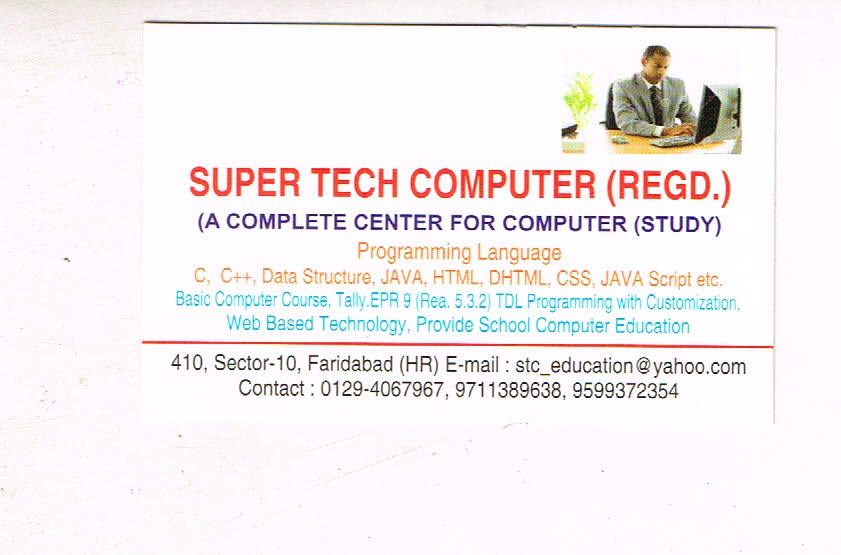 SUPER TECH COMPUTER (REGD.)
(A COMPLETE CENTER FOR COMPUTER (STUDY)
Programming Language
C, C++, Data Structure, JAVA, HTML, DHTML, CSS, JAVA Script etc.
Basic Computer Course, Tally.EPR 9 (Rea. 5.3.2) TDL Programming with Customization,
Web Based Technology, Provide School Computer Education
410, Sector-10, Faridabad (HR) E-mail : stc_education@yahoo.com
Contact : 0129-4067967, 9711389638, 9599372354